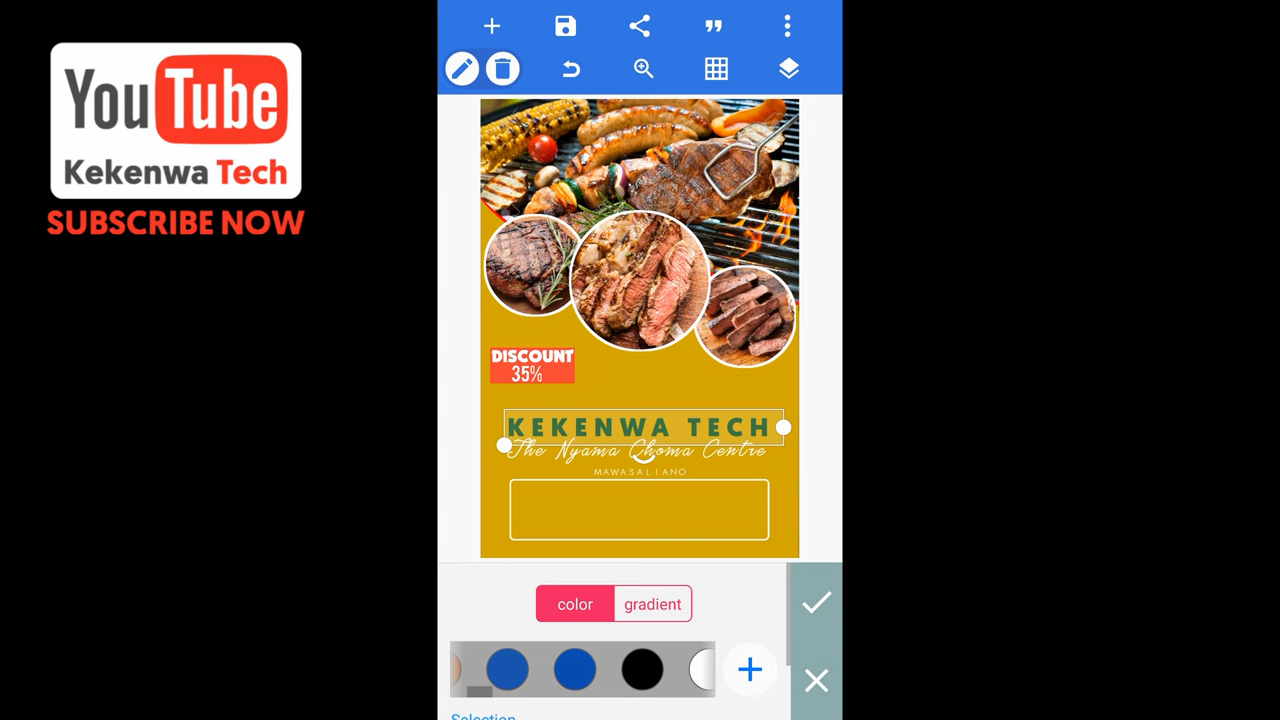 YouTube
Kekenwa Tech
SUBSCRIBE NOW
DISCOUNT
35%
KEKENWA TECH
The Nyama Choma Centre
MAWASALIANO
color
gradient
Selection